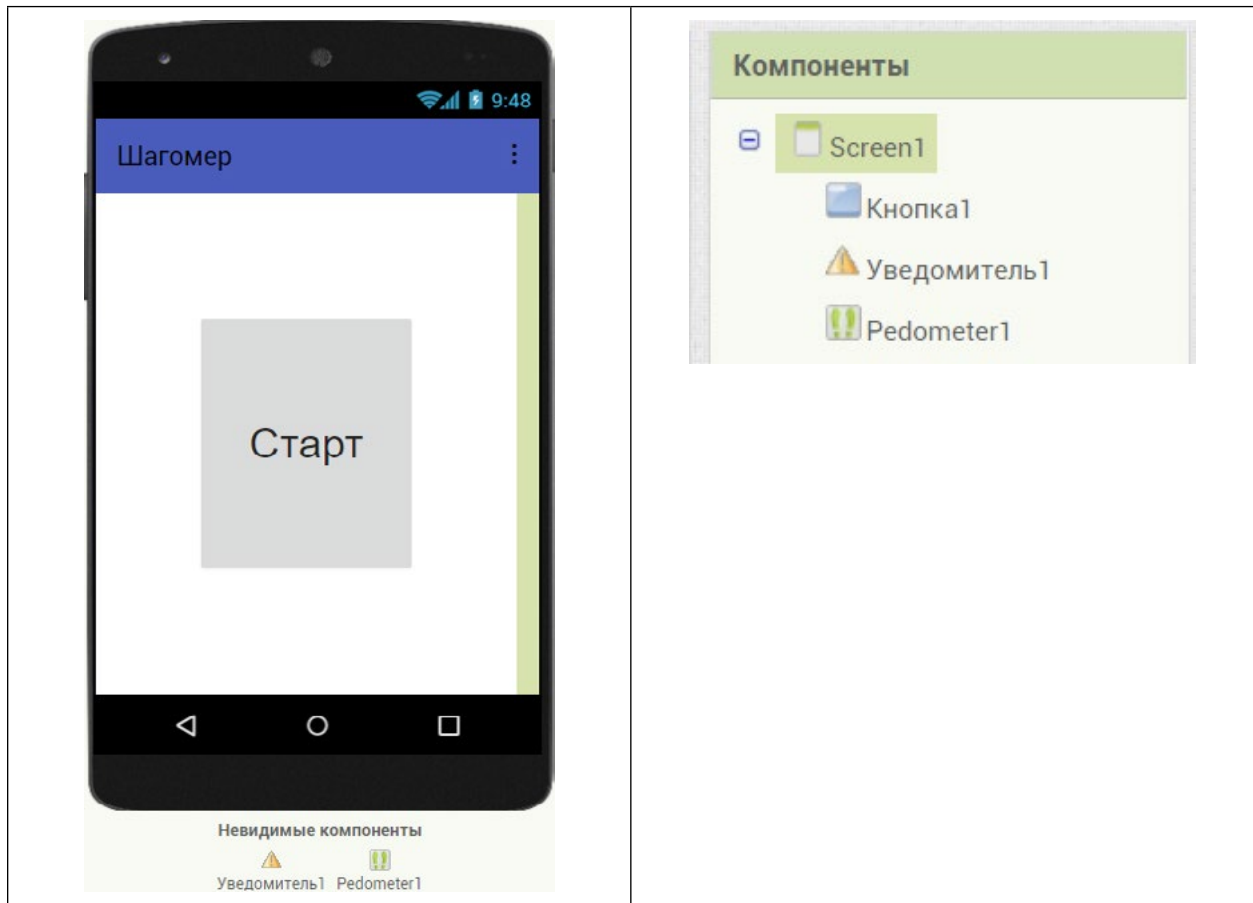 9:48
Шагомер
Старт
Невидимые компоненты
Уведомитель1 Pedometer1
Компоненты
Screen1
Кнопка1
Уведомитель1
Pedometer1